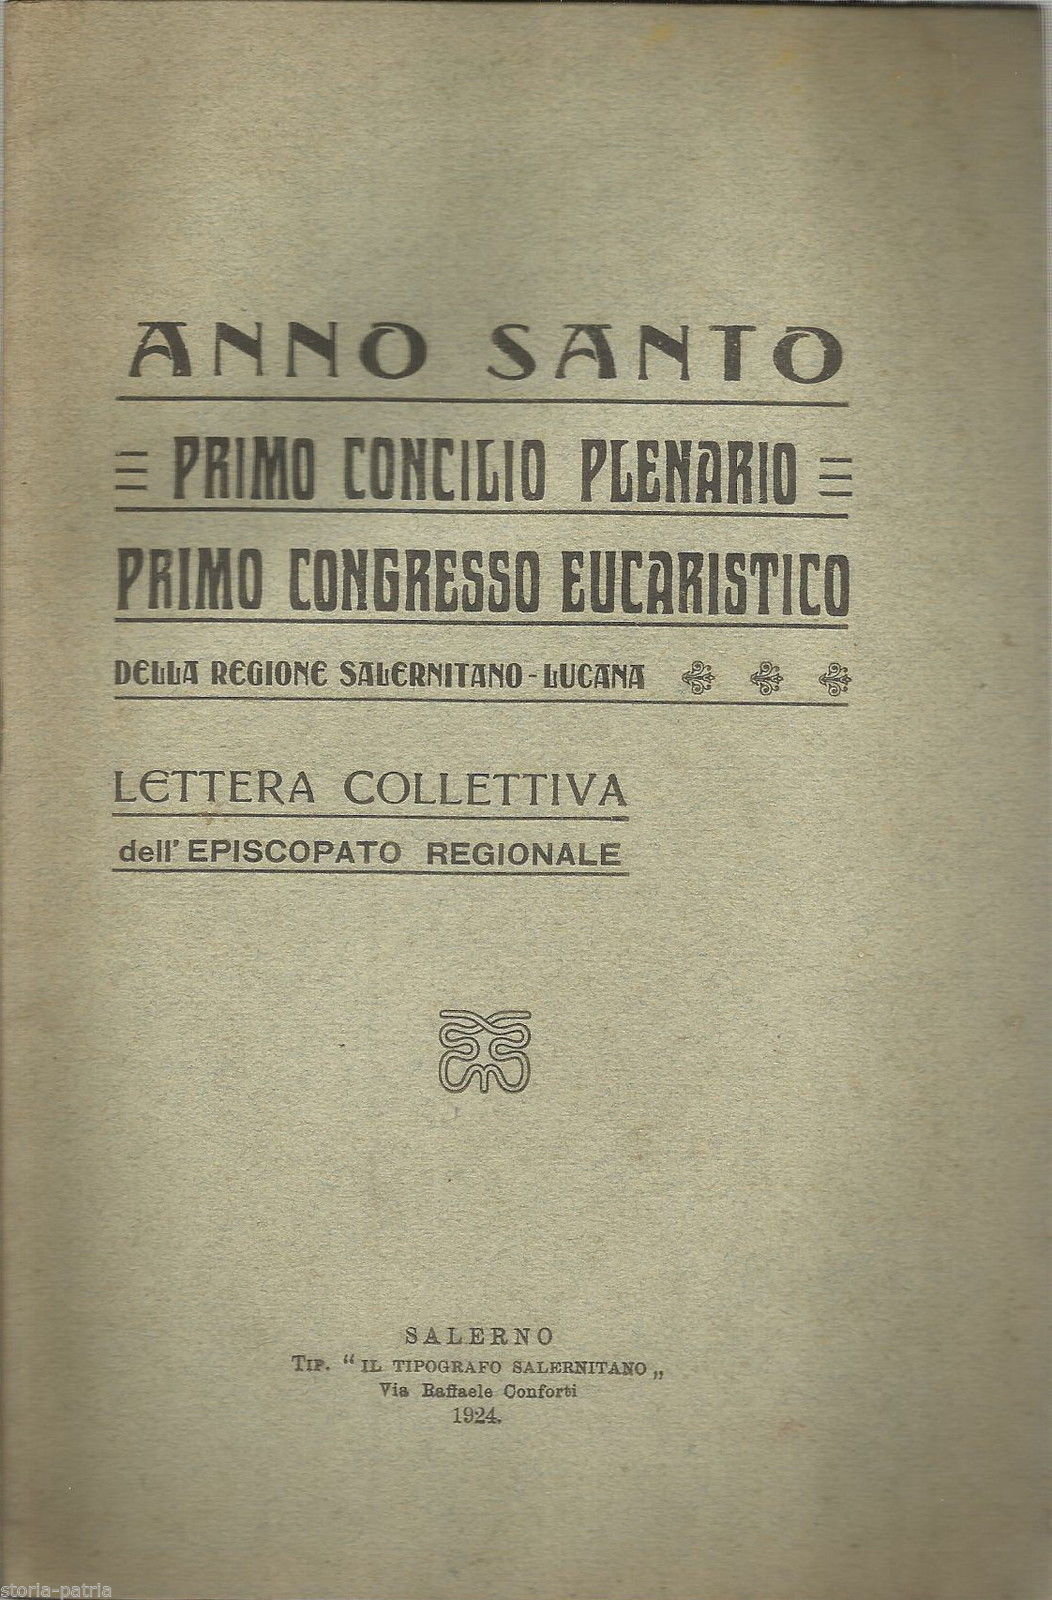 ANNO SANTO
PRIMO CONCILIO PLENARIO
PRIMO CONGRESSO EUCARISTICO
DELLA REGIONE SALERNITANO-LUCANA
LETTERA COLLETTIVA
dell'EPISCOPATO REGIONALE
SALERNO
TIP. "IL TIPOGRAFO SALERNITANO„
Via Raffaele Conforti
1924.
storia-patria